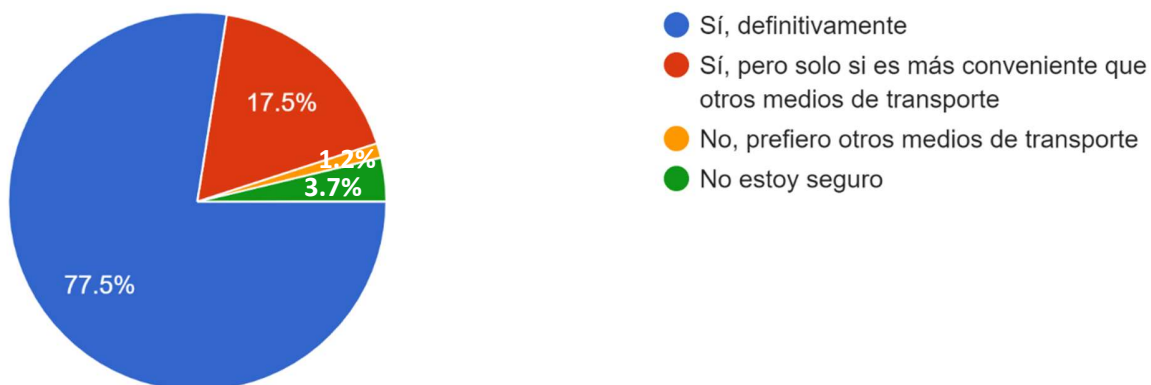 17.5%
1.2%
3.7%
77.5%
Sí, definitivamente
Sí, pero solo si es más conveniente que
otros medios de transporte
No, prefiero otros medios de transporte
No estoy seguro